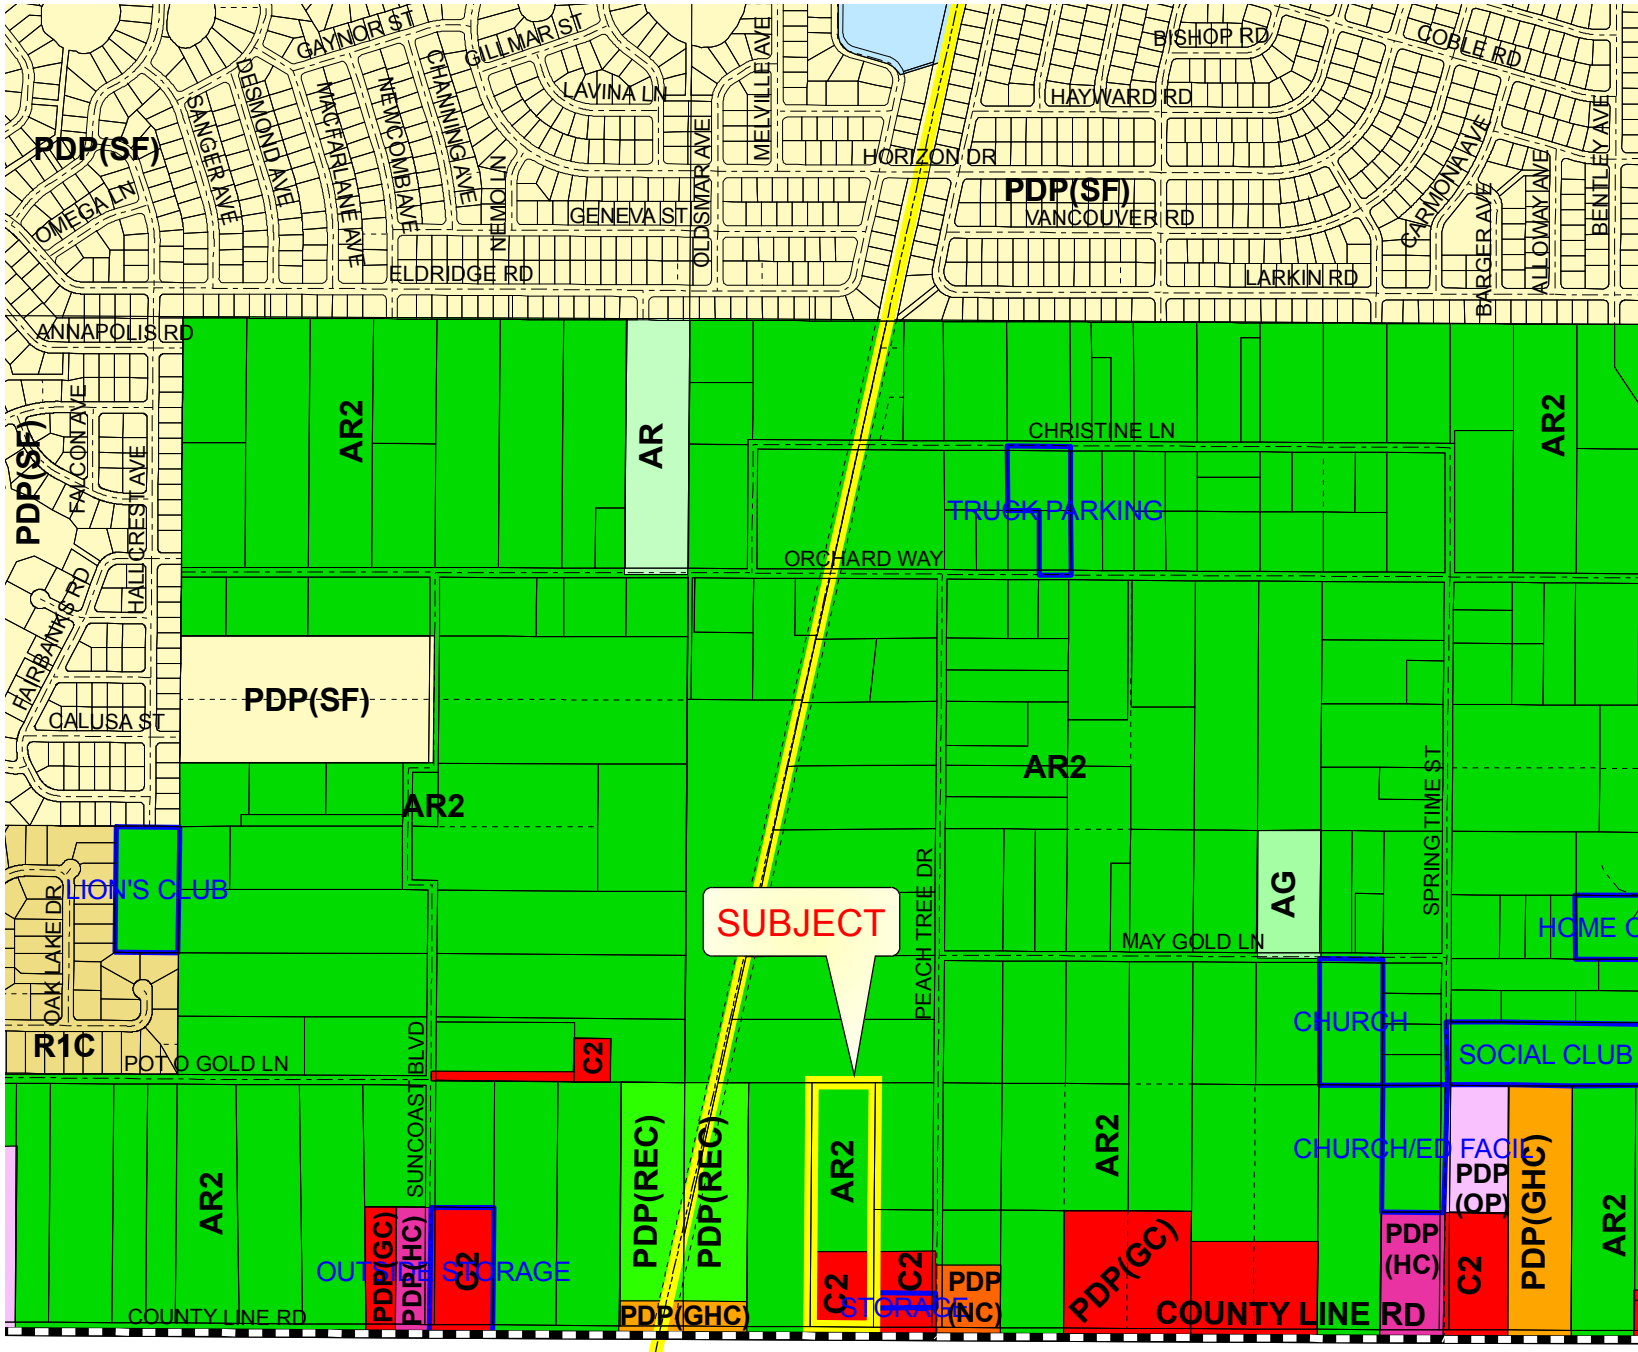 GAYNOR ST
GILLMAR ST
MELVILLE AVE
BISHOP RD
COBLE RD
DESMOND AVE
SANGER AVE
MACFARLANE AVE
NEWCOMB AVE
CHANNING AVE
LAVINA LN
HAYWARD RD
BENTLEY AVE
PDP(SF)
OMEGA LN
NEMO LN
OLDSMAR AVE
HORIZON DR
PDP(SF)
VANCOUVER RD
CARMONA AVE
BARGER AVE
ALLOWAY AVE
GENEVA ST
ELDRIDGE RD
LARKIN RD
ANNAPOLIS RD
PDP(SF)
FALCON AVE
HALLCREST AVE
AR2
AR
CHRISTINE LN
AR2
TRUCK PARKING
ORCHARD WAY
FAIRBANKS RD
CALUSA ST
PDP(SF)
AR2
AR2
SPRING TIME ST
LION'S CLUB
OAK LAKE DR
SUBJECT
PEACH TREE DR
AG
HOME
MAY GOLD LN
R1C
POT O GOLD LN
SUNCOAST BLVD
C2
CHURCH
SOCIAL CLUB
AR2
PDP(REC)
PDP(REC)
AR2
AR2
CHURCH/ED FACIL
PDP
(OP)
PDP(GHC)
AR2
PDP(GC)
PDP(HC)
C2
OUTSIDE STORAGE
C2
C2
STORAGE
PDP
(NC)
PDP(GC)
PDP
(HC)
C2
COUNTY LINE RD
PDP(GHC)
COUNTY LINE RD